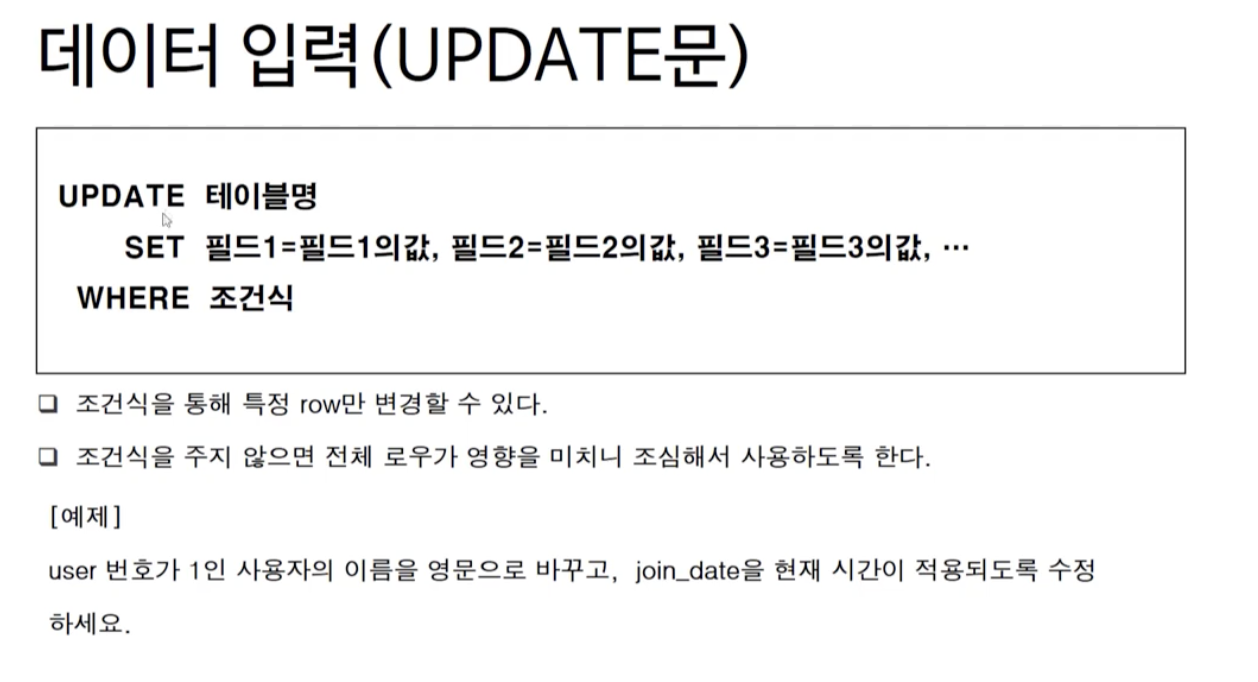 데이터 입력(UPDATE문)
UPDATE 테이블명
SET 필드1=필드1의값, 필드2=필드2의값, 필드3=필드3의값, …
WHERE 조건식
❑ 조건식을 통해 특정 row만 변경할 수 있다.
❑ 조건식을 주지 않으면 전체 로우가 영향을 미치니 조심해서 사용하도록 한다.
[예제]
user 번호가 1인 사용자의 이름을 영문으로 바꾸고, join_date을 현재 시간이 적용되도록 수정
하세요.